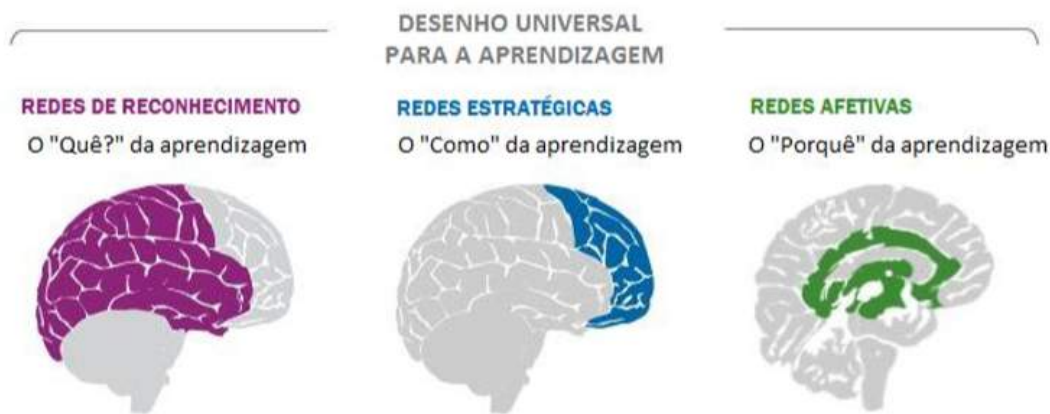 DESENHO UNIVERSAL
PARA A APRENDIZAGEM
REDES DE RECONHECIMENTO
O "Quê?" da aprendizagem
REDES ESTRATÉGICAS
O "Como" da aprendizagem
REDES AFETIVAS
O "Porquê" da aprendizagem